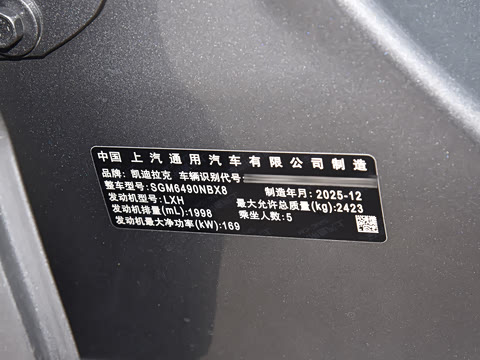 中国 上汽通用汽车有限公司制造
品牌: 凯迪拉克 车辆识别代号:
整车型号:SGM6490NBX8 制造年月:2025-12
发动机型号:LXH 最大允许总质量(kg):2423
发动机排量(mL):1998 乘坐人数:5
发动机最大净功率(kW):169